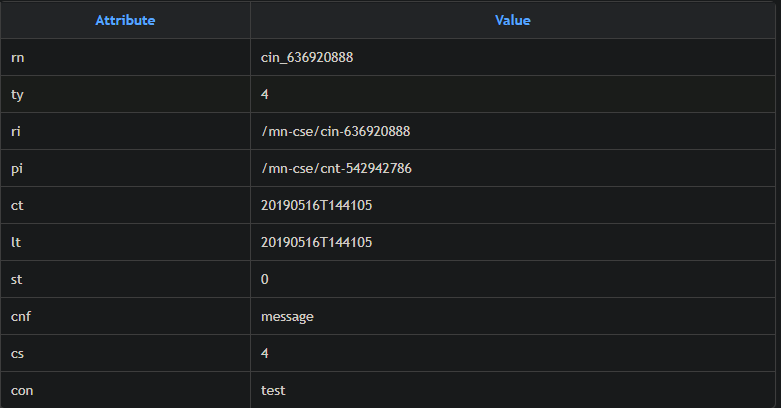 Attribute Value
rn cin_636920888
ty 4
ri /mn-cse/cin-636920888
pi /mn-cse/cnt-542942786
ct 20190516T144105
lt 20190516T144105
st 0
cnf message
cs 4
con test